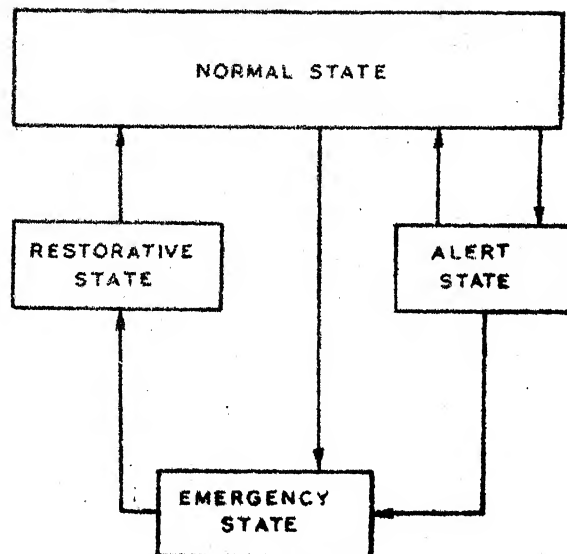 NORMAL STATE
RESTORATIVE
STATE
ALERT
STATE
EMERGENCY
STATE